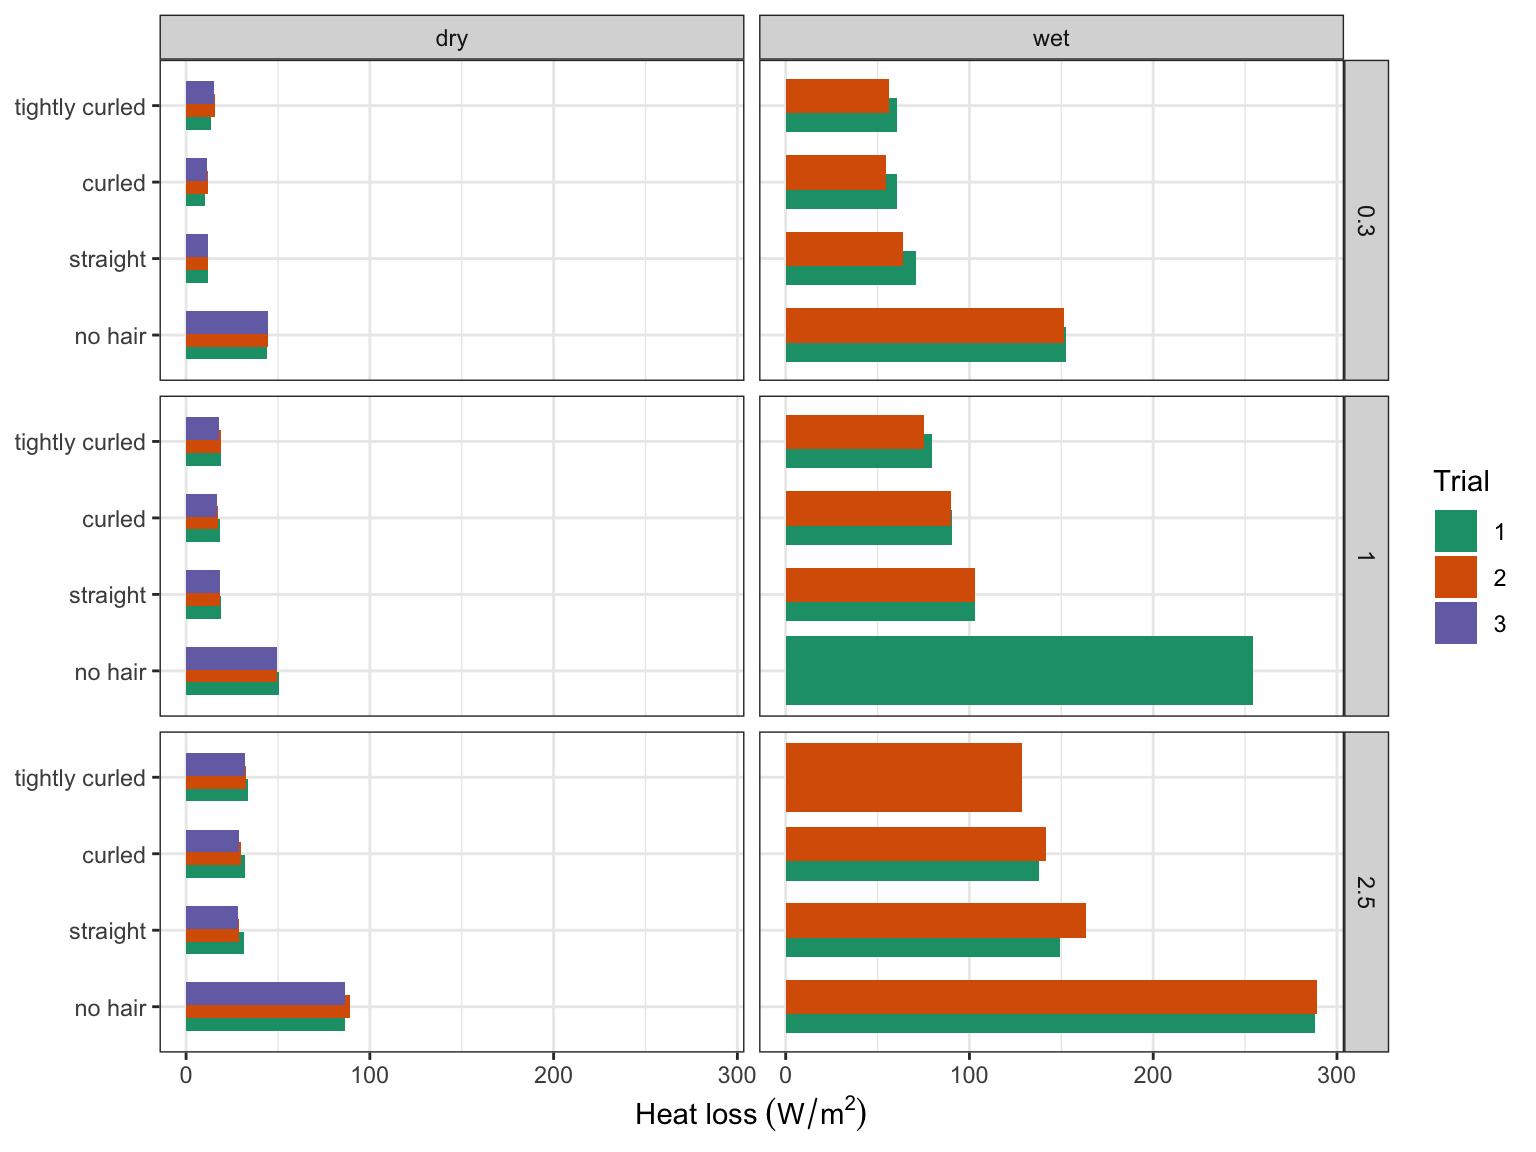 dry
wet
tightly curled
curled
straight
no hair
0.3
tightly curled
curled
straight
no hair
1
tightly curled
curled
straight
no hair
2.5
0 100 200 300
0 100 200 300
Heat loss (W/m²)
Trial
1
2
3